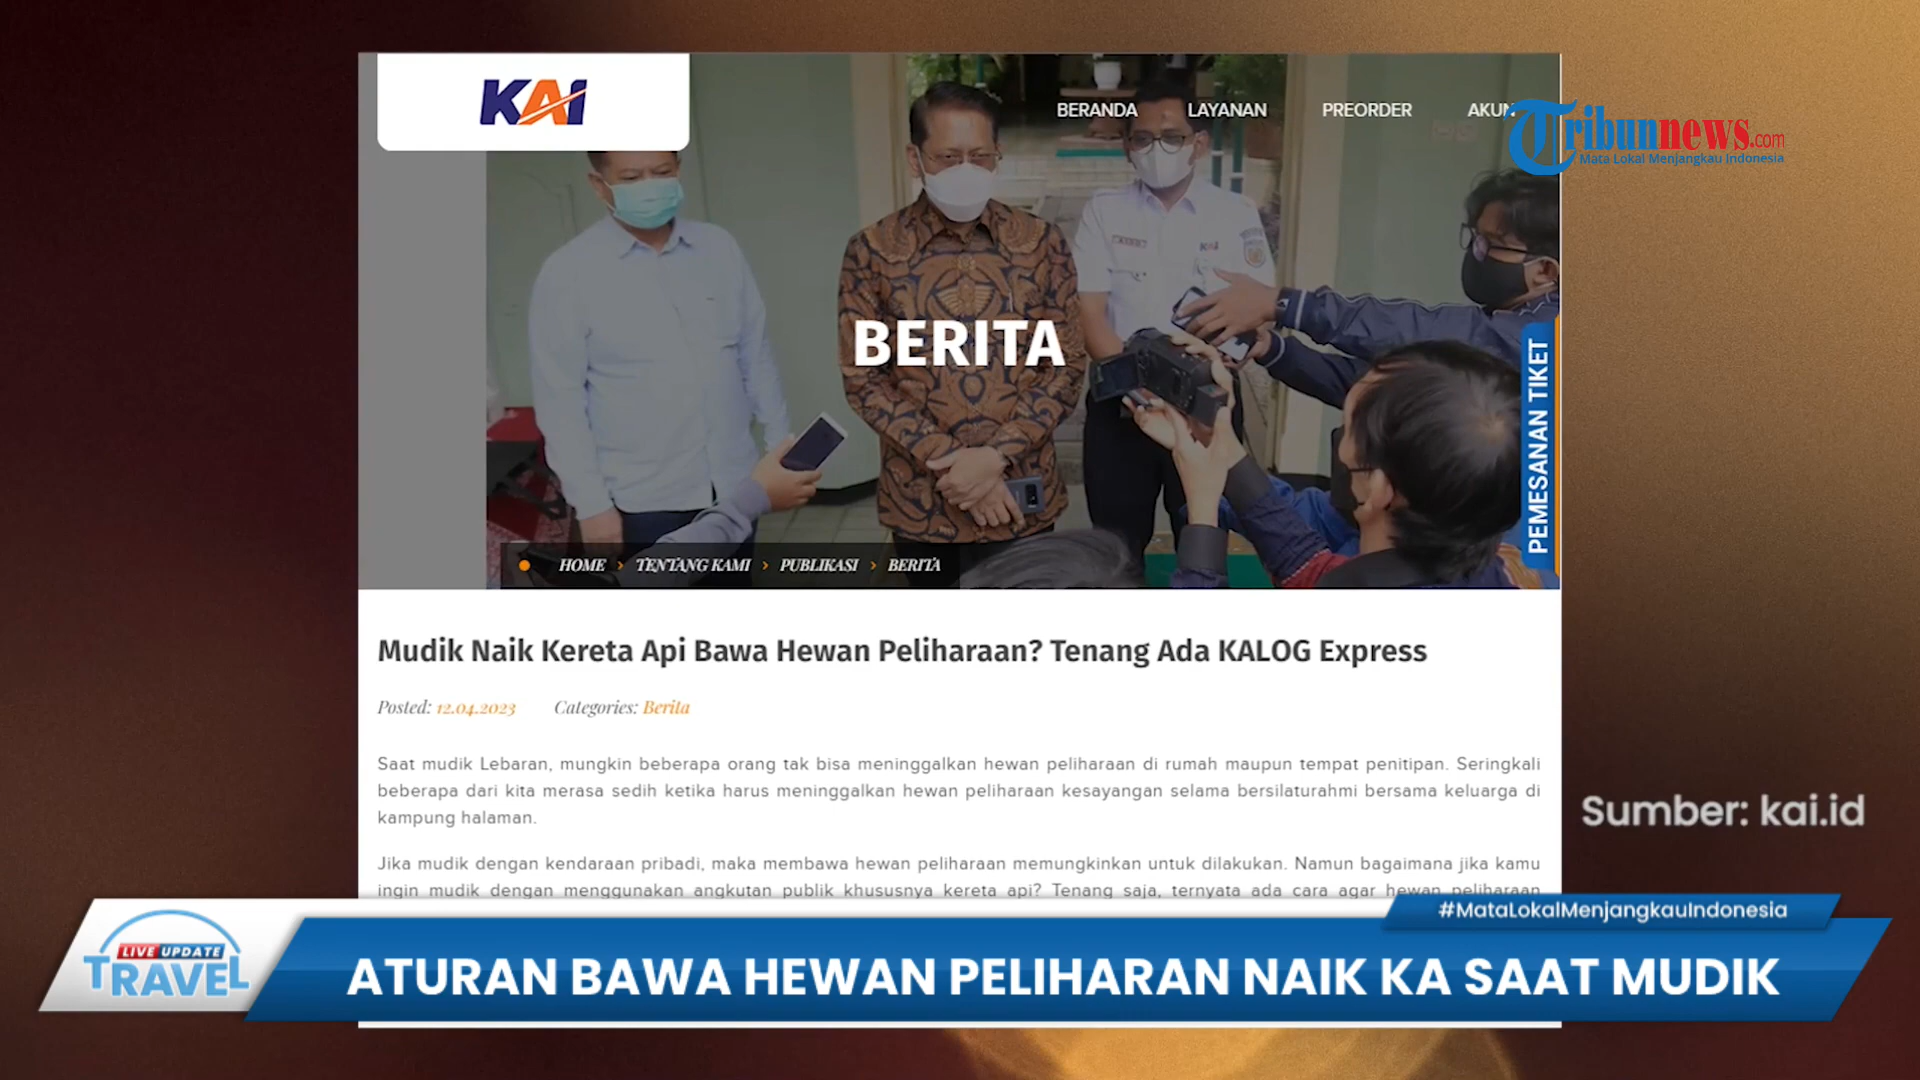 KAI
BERANDA LAYANAN PREORDER AKUN
Tribunnews.com
Mata Lokal Menjangkau Indonesia
KAI
BERITA
PEMESANAN TIKET
HOME > TENTANG KAMI > PUBLIKASI > BERITA
Mudik Naik Kereta Api Bawa Hewan Peliharaan? Tenang Ada KALOG Express
Posted: 12.04.2023 Categories: Berita
Saat mudik Lebaran, mungkin beberapa orang tak bisa meninggalkan hewan peliharaan di rumah maupun tempat penitipan. Seringkali
beberapa dari kita merasa sedih ketika harus meninggalkan hewan peliharaan kesayangan selama bersilaturahmi bersama keluarga di
kampung halaman.
Sumber: kai.id
Jika mudik dengan kendaraan pribadi, maka membawa hewan peliharaan memungkinkan untuk dilakukan. Namun bagaimana jika kamu
ingin mudik dengan menggunakan angkutan publik khususnya kereta api? Tenang saja, ternyata ada cara agar hewan peliharaan
#MataLokalMenjangkauIndonesia
LIVE UPDATE
TRAVEL
ATURAN BAWA HEWAN PELIHARAN NAIK KA SAAT MUDIK